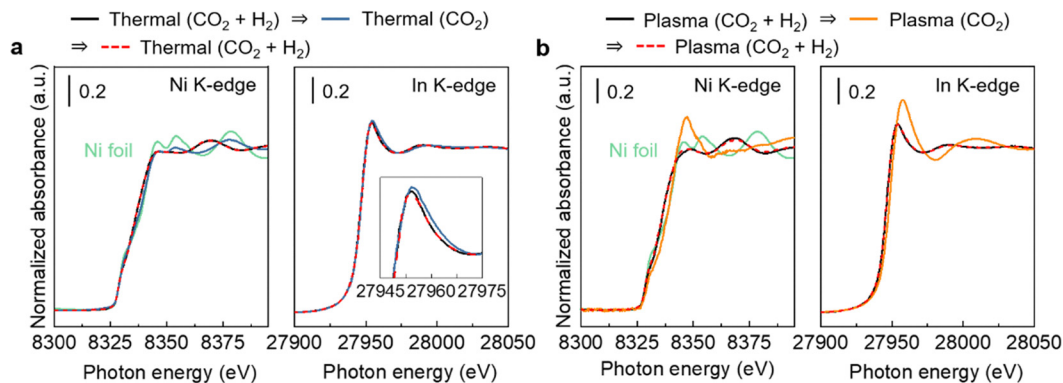 a
Thermal (CO₂ + H₂) ⇒ Thermal (CO₂)
⇒ Thermal (CO₂ + H₂)
Normalized absorbance (a.u.)
0.2
Ni K-edge
Ni foil
8300 8325 8350 8375
Photon energy (eV)
0.2
In K-edge
27945 27960 27975
27900 27950 28000 28050
Photon energy (eV)
b
Plasma (CO₂ + H₂) ⇒ Plasma (CO₂)
⇒ Plasma (CO₂ + H₂)
Normalized absorbance (a.u.)
0.2
Ni K-edge
Ni foil
8300 8325 8350 8375
Photon energy (eV)
0.2
In K-edge
27900 27950 28000 28050
Photon energy (eV)